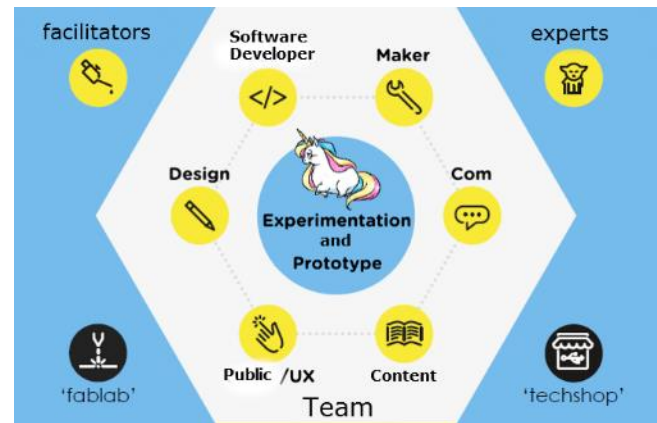 facilitators
experts
Software
Developer
Maker
</>
Design
Com
Experimentation
and
Prototype
Public /UX
Content
'fablab'
'techshop'
Team